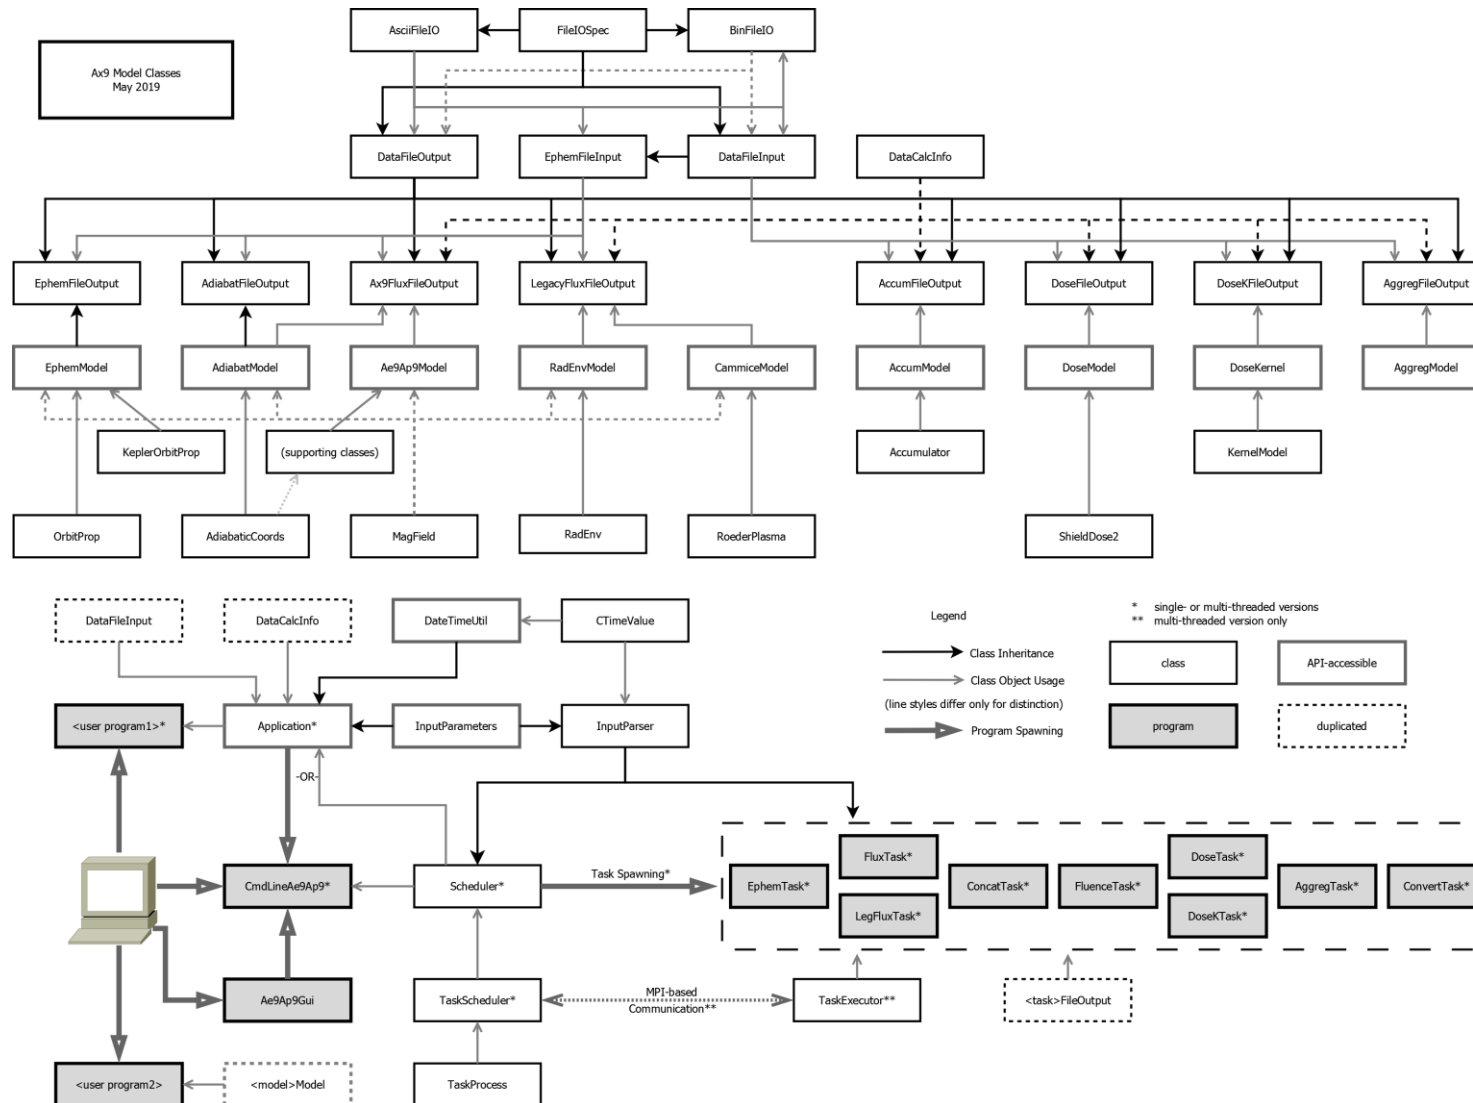 AsciiFileIO
FileIOSpec
BinFileIO
Ax9 Model Classes
May 2019
DataFileOutput
EphemFileInput
DataFileInput
DataCalcInfo
EphemFileOutput
AdiabatFileOutput
Ax9FluxFileOutput
LegacyFluxFileOutput
AccumFileOutput
DoseFileOutput
DoseKFileOutput
AggregFileOutput
EphemModel
AdiabatModel
Ae9Ap9Model
RadEnvModel
CammiceModel
AccumModel
DoseModel
DoseKernel
AggregModel
KeplerOrbitProp
(supporting classes)
Accumulator
KernelModel
OrbitProp
AdiabaticCoords
MagField
RadEnv
RoederPlasma
ShieldDose2
DataFileInput
DataCalcInfo
DateTimeUtil
CTimeValue
Legend
* single- or multi-threaded versions
** multi-threaded version only
Class Inheritance
Class Object Usage
(line styles differ only for distinction)
Program Spawning
class
API-accessible
program
duplicated
<user program1>*
Application*
InputParameters
InputParser
-OR-
CmdLineAe9Ap9*
Scheduler*
Task Spawning*
EphemTask*
FluxTask*
LegFluxTask*
ConcatTask*
FluenceTask*
DoseTask*
DoseKTask*
AggregTask*
ConvertTask*
Ae9Ap9Gui
TaskScheduler*
MPI-based
Communication**
TaskExecutor**
<task>FileOutput
<user program2>
<model>Model
TaskProcess